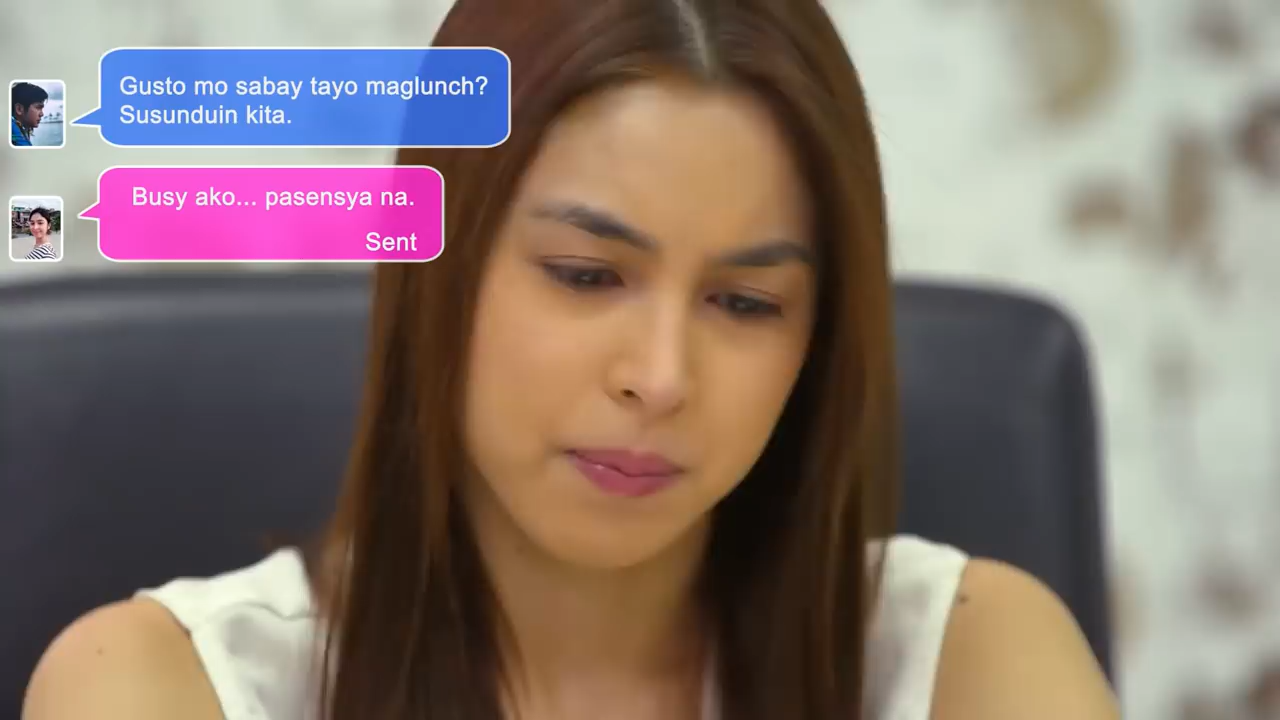 Gusto mo sabay tayo maglunch?
Susunduin kita.
Busy ako... pasensya na.
Sent